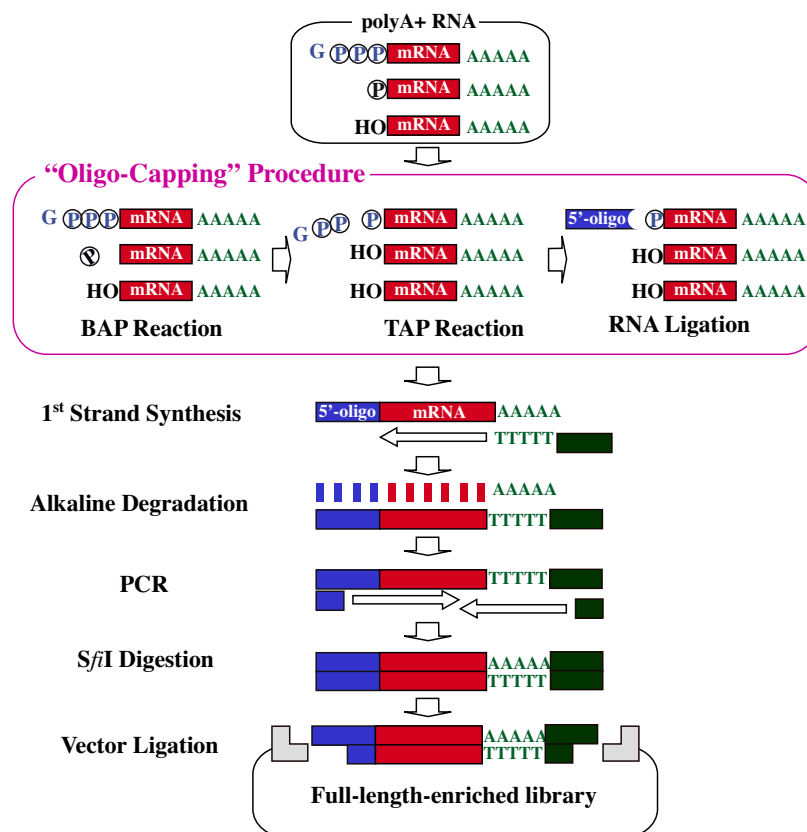 polyA+ RNA
G P P P mRNA AAAAA
P mRNA AAAAA
HO mRNA AAAAA
“Oligo-Capping” Procedure
G P P P mRNA AAAAA
P mRNA AAAAA
HO mRNA AAAAA
BAP Reaction
G P P P mRNA AAAAA
HO mRNA AAAAA
HO mRNA AAAAA
TAP Reaction
5’-oligo P mRNA AAAAA
HO mRNA AAAAA
HO mRNA AAAAA
RNA Ligation
1st Strand Synthesis
5’-oligo mRNA AAAAA
TTTTT
Alkaline Degradation
AAAAA
TTTTT
PCR
TTTTT
SfiI Digestion
AAAAA
TTTTT
Vector Ligation
AAAAA
TTTTT
Full-length-enriched library